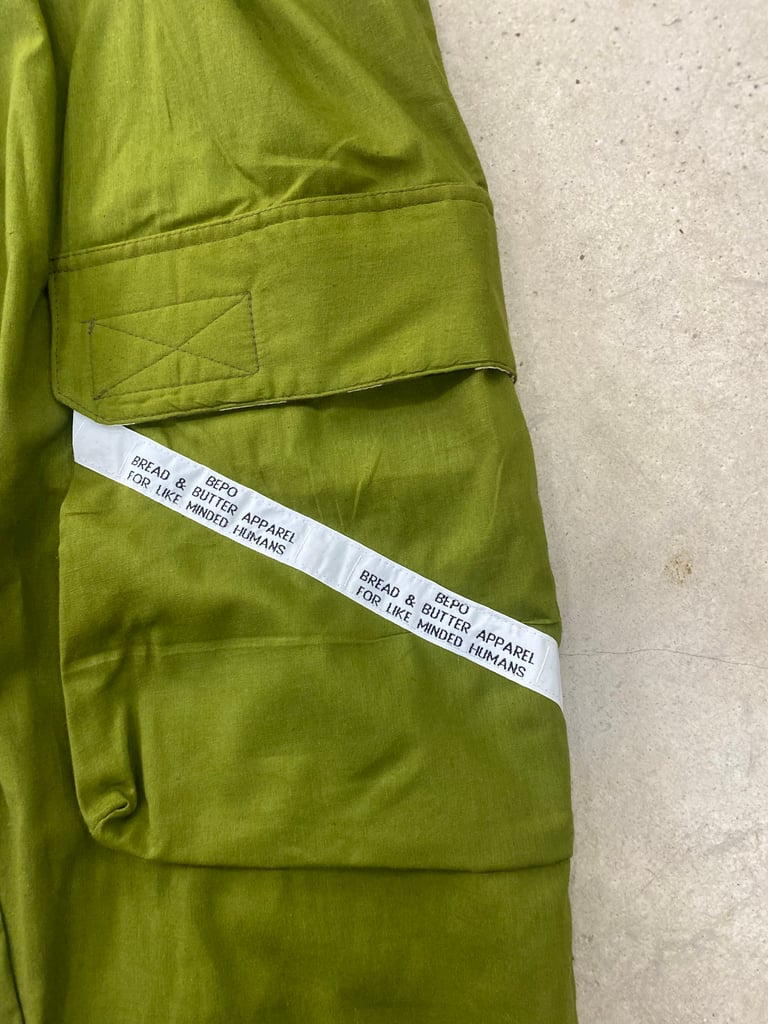 BEPO
BREAD & BUTTER APPAREL
FOR LIKE MINDED HUMANS
BEPO
BREAD & BUTTER APPAREL
FOR LIKE MINDED HUMANS